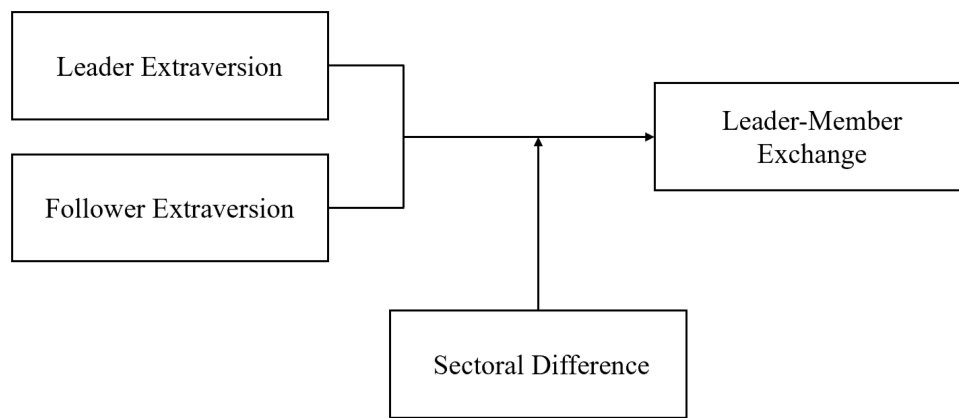 Leader Extraversion
Leader-Member
Exchange
Follower Extraversion
Sectoral Difference